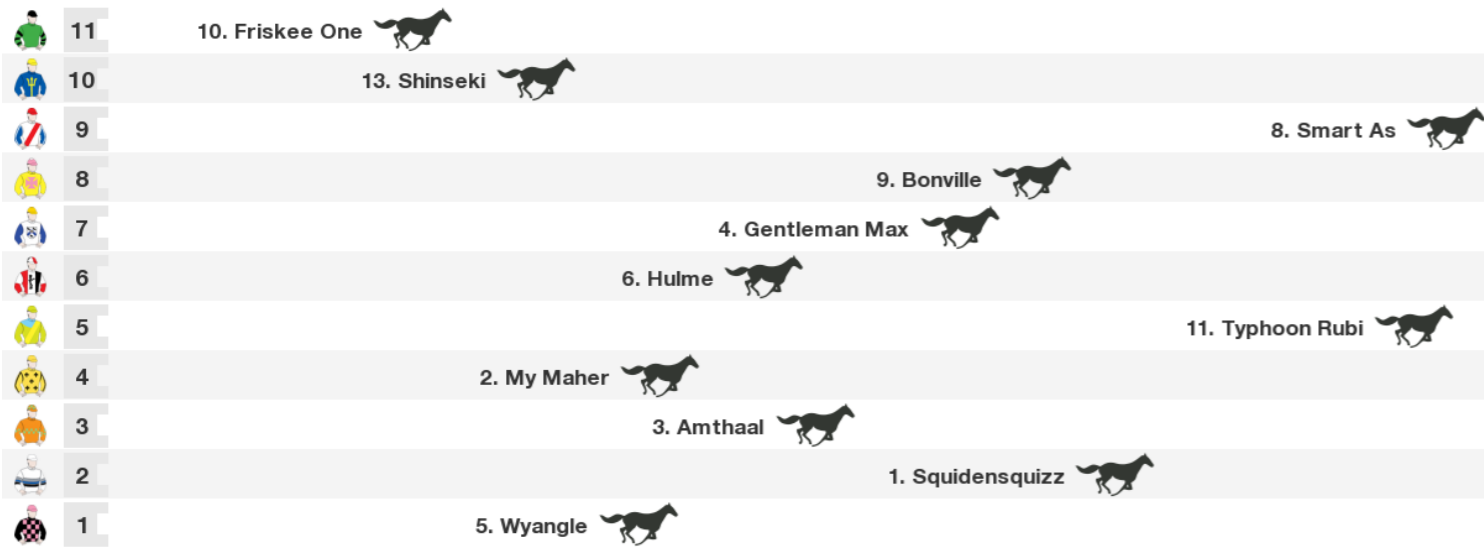 11 10. Friskee One
10 13. Shinseki
9 8. Smart As
8 9. Bonville
7 4. Gentleman Max
6 6. Hulme
5 11. Typhoon Rubi
4 2. My Maher
3 3. Amthaal
2 1. Squidensquizz
1 5. Wyangle